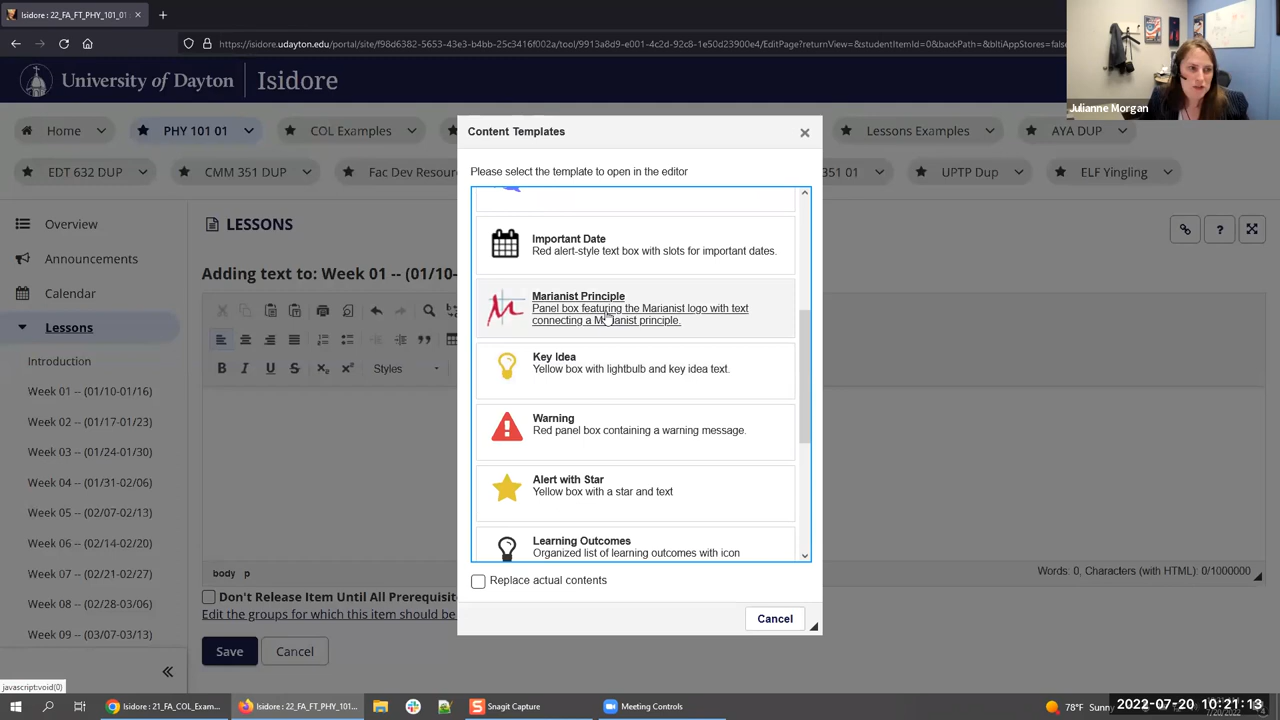 Isidore : 22_FA_FT_PHY_101_01
https://isidore.udayton.edu/portal/site/f98d6382-5653-43e3-b4bb-25c3416f002a/tool/9913a8d9-e001-4c2d-92c8-1e50d23900e4/EditPage?returnView=&studentItemId=0&backPath=&bltiAppStores=fals
Julianne Morgan
University of Dayton
Isidore
Home
PHY 101 01
COL Examples
Lessons Examples
AYA DUP
EDT 632 DUP
CMM 351 DUP
Fac Dev Resour
351 01
UPTP Dup
ELF Yingling
Overview
Announcements
Calendar
Lessons
Introduction
Week 01 -- (01/10-01/16)
Week 02 -- (01/17-01/23)
Week 03 -- (01/24-01/30)
Week 04 -- (01/31-02/06)
Week 05 -- (02/07-02/13)
Week 06 -- (02/14-02/20)
Week 07 -- (02/21-02/27)
Week 08 -- (02/28-03/06)
Week 09 -- (03/07-03/13)
LESSONS
Adding text to: Week 01 -- (01/10-
B I U S
Styles
body p
Words: 0, Characters (with HTML): 0/1000000
Don't Release Item Until All Prerequisite
Edit the groups for which this item should be
Save
Cancel
Content Templates
Please select the template to open in the editor
Important Date
Red alert-style text box with slots for important dates.
Marianist Principle
Panel box featuring the Marianist logo with text
connecting a Marianist principle.
Key Idea
Yellow box with lightbulb and key idea text.
Warning
Red panel box containing a warning message.
Alert with Star
Yellow box with a star and text
Learning Outcomes
Organized list of learning outcomes with icon
Replace actual contents
Cancel
javascript:void(0)
Isidore : 21_FA_COL_Exam...
Isidore : 22_FA_FT_PHY_101...
Snagit Capture
Meeting Controls
78°F Sunny
2022-07-20 10:21:13